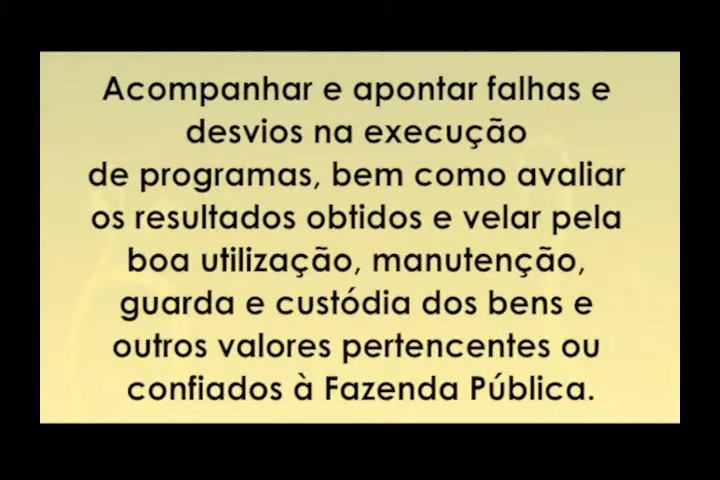 Acompanhar e apontar falhas e
desvios na execução
de programas, bem como avaliar
os resultados obtidos e velar pela
boa utilização, manutenção,
guarda e custódia dos bens e
outros valores pertencentes ou
confiados à Fazenda Pública.